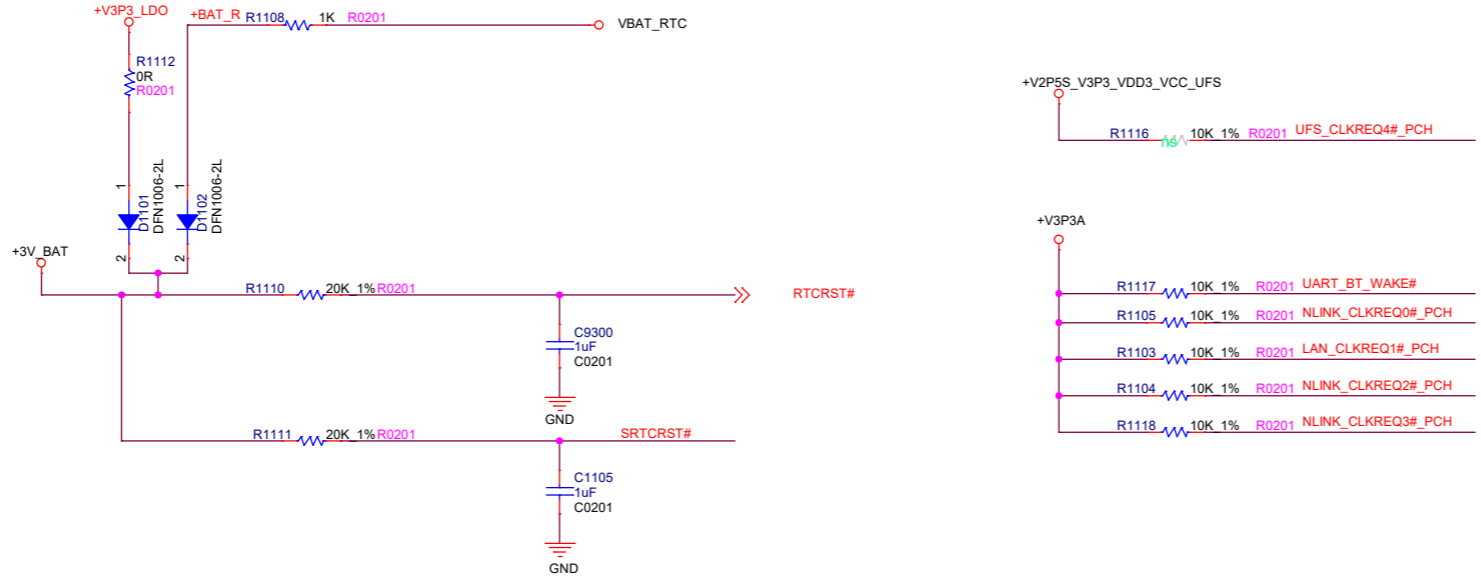 +V3P3_LDO
+BAT_R R1108 1K R0201 VBAT_RTC
R1112
0R
R0201
1
D1101
DFN1006-2L
2
1
D1102
DFN1006-2L
2
+3V_BAT
R1110 20K_1% R0201 RTCRST#
C9300
1uF
C0201
GND
R1111 20K_1% R0201 SRTCRST#
C1105
1uF
C0201
GND
+V2P5S_V3P3_VDD3_VCC_UFS
R1116 ns 10K_1% R0201 UFS_CLKREQ4#_PCH
+V3P3A
R1117 10K_1% R0201 UART_BT_WAKE#
R1105 10K_1% R0201 NLINK_CLKREQ0#_PCH
R1103 10K_1% R0201 LAN_CLKREQ1#_PCH
R1104 10K_1% R0201 NLINK_CLKREQ2#_PCH
R1118 10K_1% R0201 NLINK_CLKREQ3#_PCH